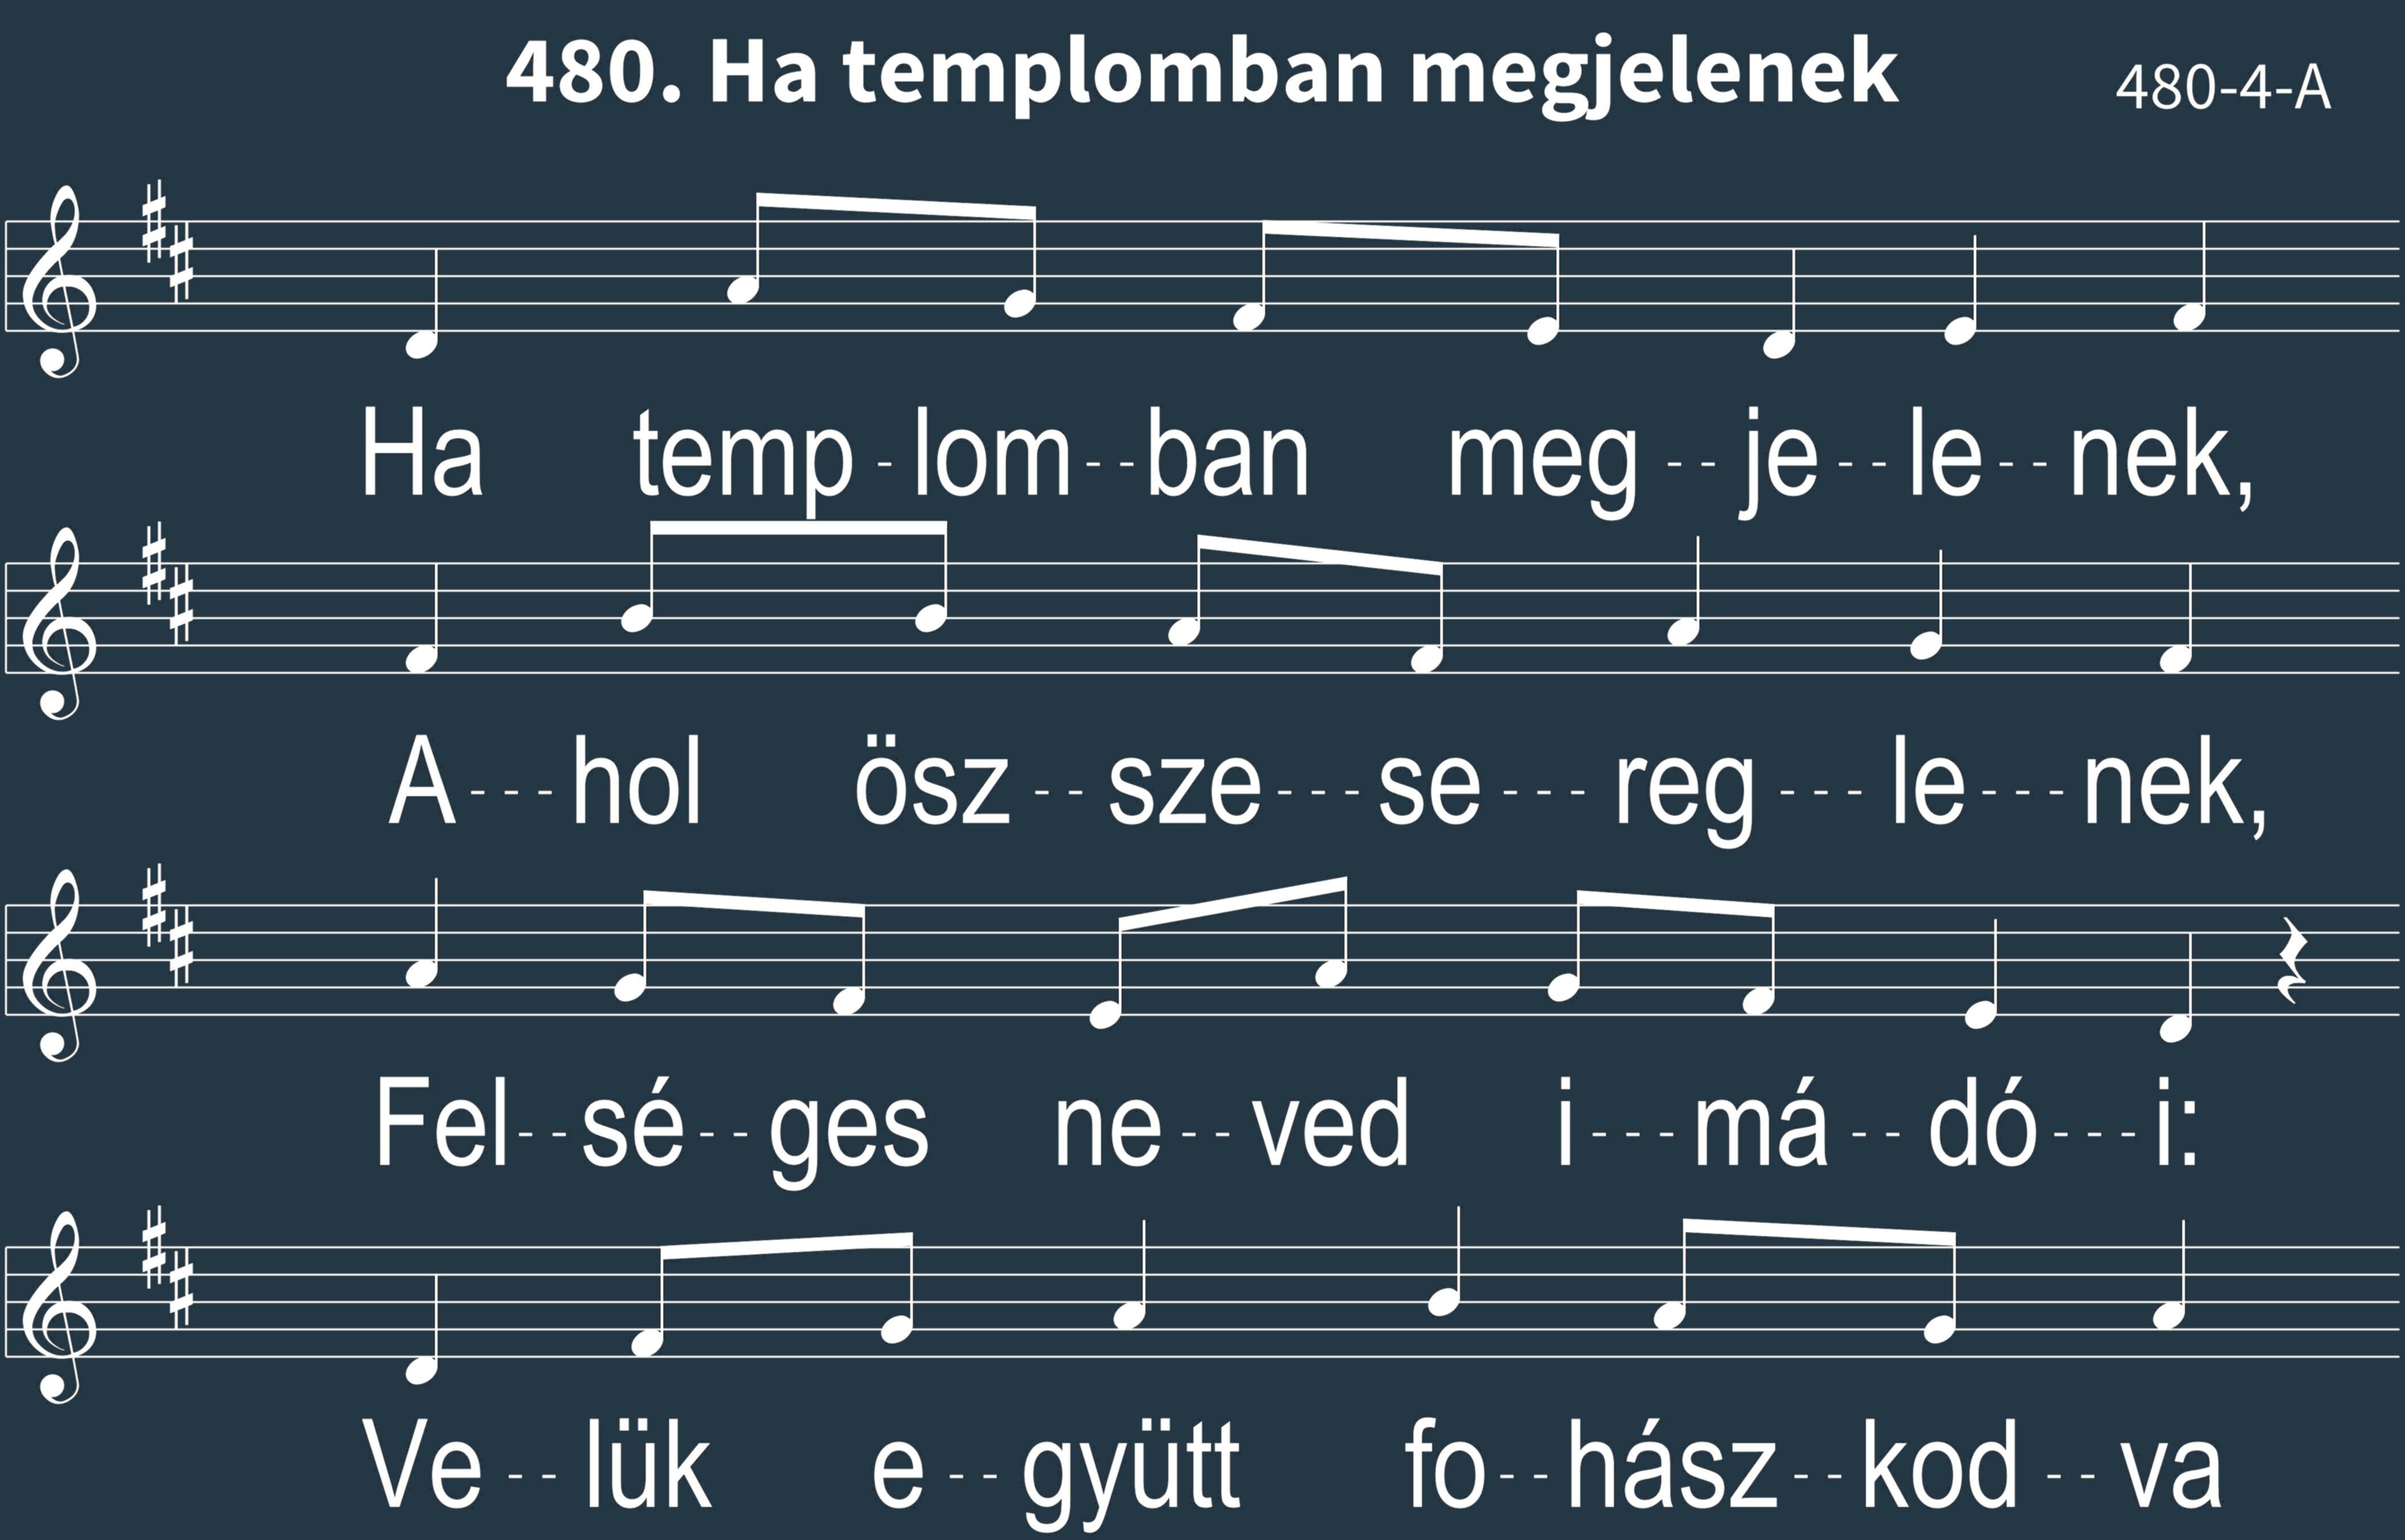 480. Ha templomban megjelenek 480-4-A
Ha temp - lom--ban meg--je--le--nek,
A---hol ösz--sze---se---reg---le---nek,
Fel--sé--ges ne--ved i---má--dó---i:
Ve--lük e--gyütt fo--hász--kod--va